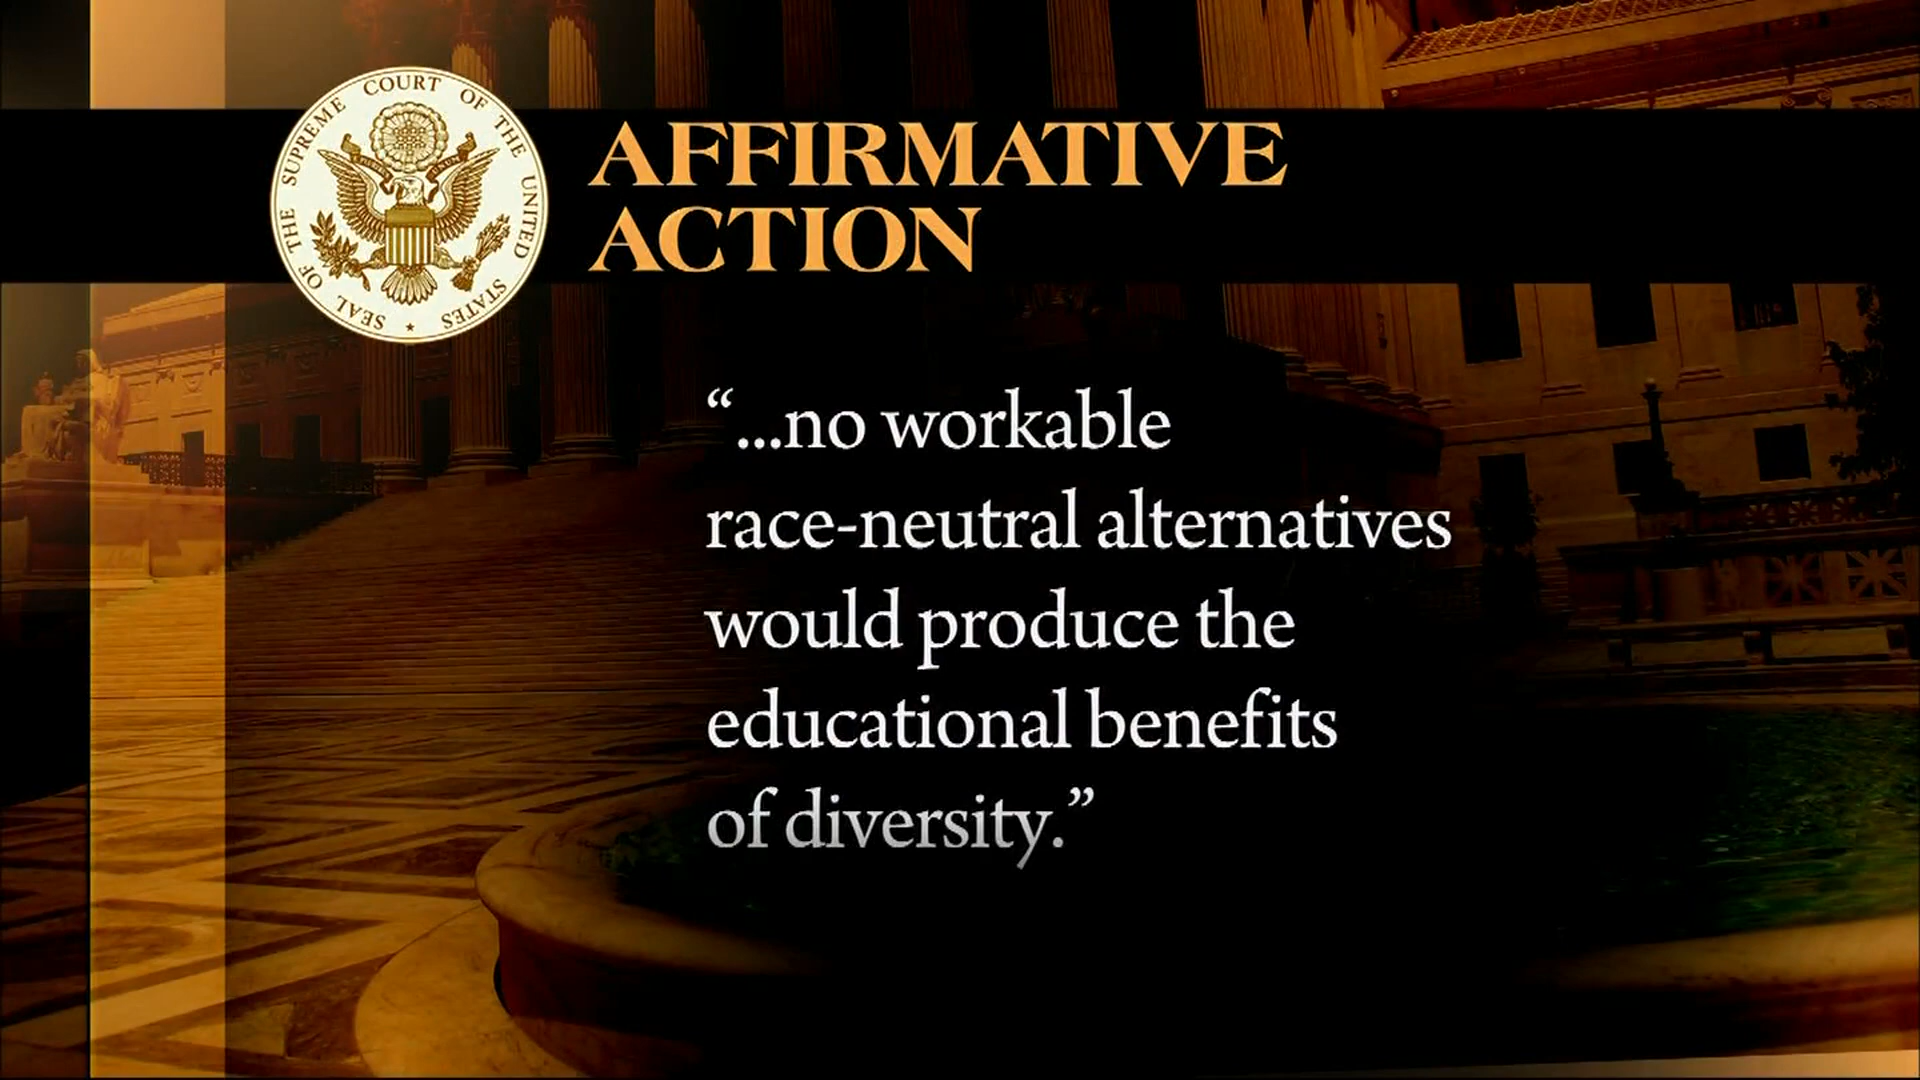 SEAL OF THE SUPREME COURT OF THE UNITED STATES
AFFIRMATIVE
ACTION
“...no workable
race-neutral alternatives
would produce the
educational benefits
of diversity.”